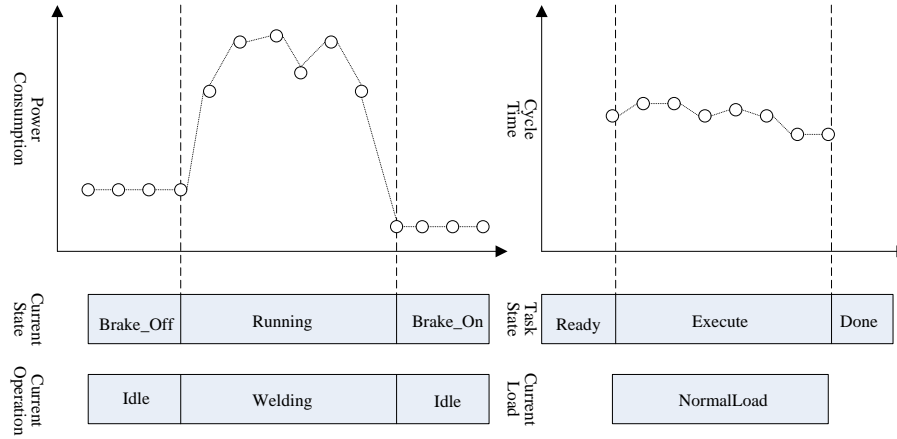 Power
Consumption
Cycle
Time
Current
State
Brake_Off
Running
Brake_On
Task
State
Ready
Execute
Done
Current
Operation
Idle
Welding
Idle
Current
Load
NormalLoad